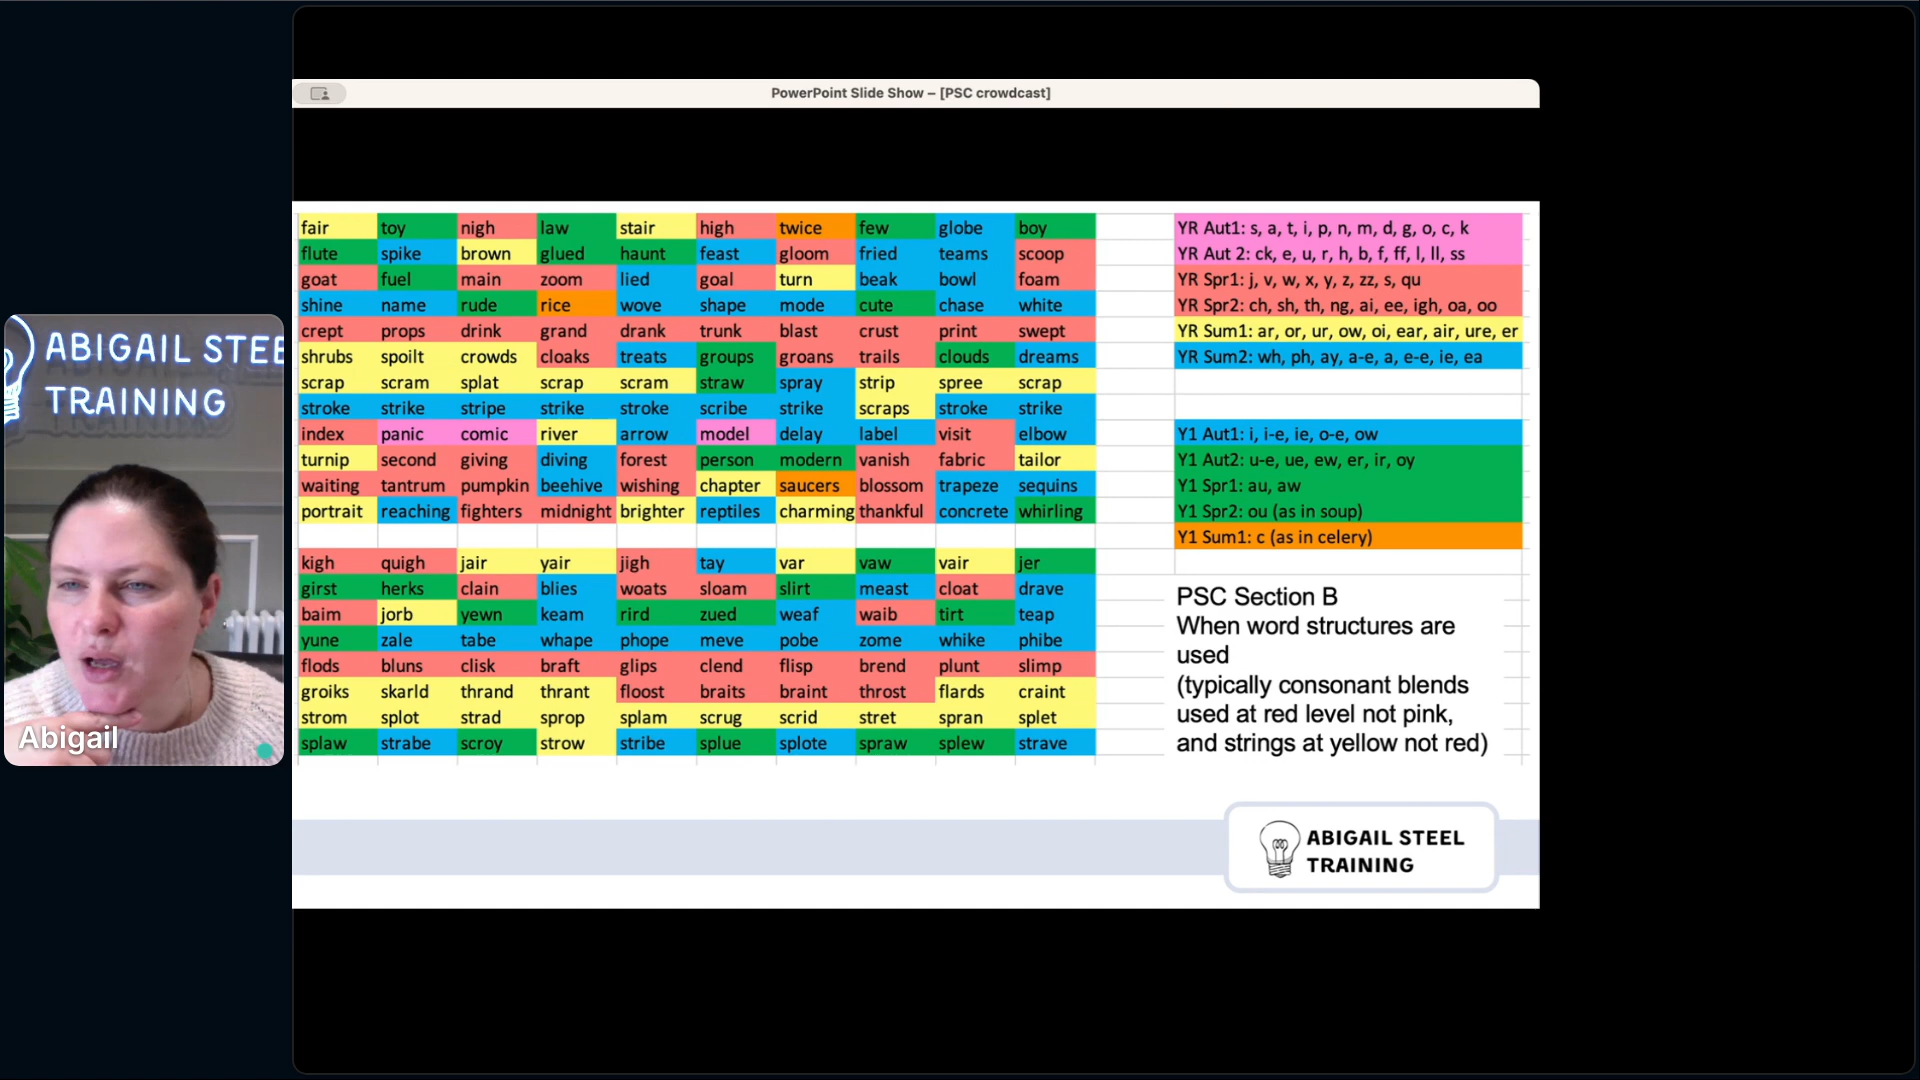 PowerPoint Slide Show – [PSC crowdcast]
fair toy nigh law stair high twice few globe boy
flute spike brown glued haunt feast gloom fried teams scoop
goat fuel main zoom lied goal turn beak bowl foam
shine name rude rice wove shape mode cute chase white
crept props drink grand drank trunk blast crust print swept
shrubs spoilt crowds cloaks treats groups groans trails clouds dreams
scrap scram splat scrap scram straw spray strip spree scrap
stroke strike stripe strike stroke scribe strike scraps stroke strike
index panic comic river arrow model delay label visit elbow
turnip second giving diving forest person modern vanish fabric tailor
waiting tantrum pumpkin beehive wishing chapter saucers blossom trapeze sequins
portrait reaching fighters midnight brighter reptiles charming thankful concrete whirling
kigh quigh jair yair jigh tay var vaw vair jer
girst herks clain blies woats sloam slirt meast cloat drave
baim jorb yewn keam rird zued weaf waib tirt teap
yune zale tabe whape phope meve pobe zome whike phibe
flods bluns clisk braft glips clend flisp brend plunt slimp
groiks skarld thrand thrant floost braits braint throst flards craint
strom splot strad sprop splam scrug scrid stret spran splet
splaw strabe scroy strow stribe splue splote spraw splew strave
YR Aut1: s, a, t, i, p, n, m, d, g, o, c, k
YR Aut 2: ck, e, u, r, h, b, f, ff, l, ll, ss
YR Spr1: j, v, w, x, y, z, zz, s, qu
YR Spr2: ch, sh, th, ng, ai, ee, igh, oa, oo
YR Sum1: ar, or, ur, ow, oi, ear, air, ure, er
YR Sum2: wh, ph, ay, a-e, a, e-e, ie, ea
Y1 Aut1: i, i-e, ie, o-e, ow
Y1 Aut2: u-e, ue, ew, er, ir, oy
Y1 Spr1: au, aw
Y1 Spr2: ou (as in soup)
Y1 Sum1: c (as in celery)
PSC Section B
When word structures are
used
(typically consonant blends
used at red level not pink,
and strings at yellow not red)
ABIGAIL STEEL
TRAINING
ABIGAIL STEE
TRAINING
Abigail